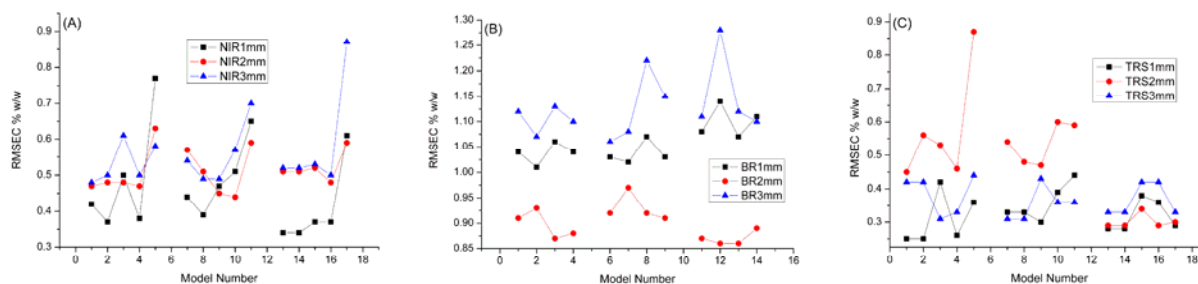 (A)
NIR1mm
NIR2mm
NIR3mm
0.9
0.8
0.7
0.6
0.5
0.4
0.3
RMSEC % w/w
0 2 4 6 8 10 12 14 16 18
Model Number
(B)
BR1mm
BR2mm
BR3mm
1.30
1.25
1.20
1.15
1.10
1.05
1.00
0.95
0.90
0.85
RMSEC % w/w
0 2 4 6 8 10 12 14 16
Model Number
(C)
TRS1mm
TRS2mm
TRS3mm
0.9
0.8
0.7
0.6
0.5
0.4
0.3
RMSEC % w/w
0 2 4 6 8 10 12 14 16 18
Model Number